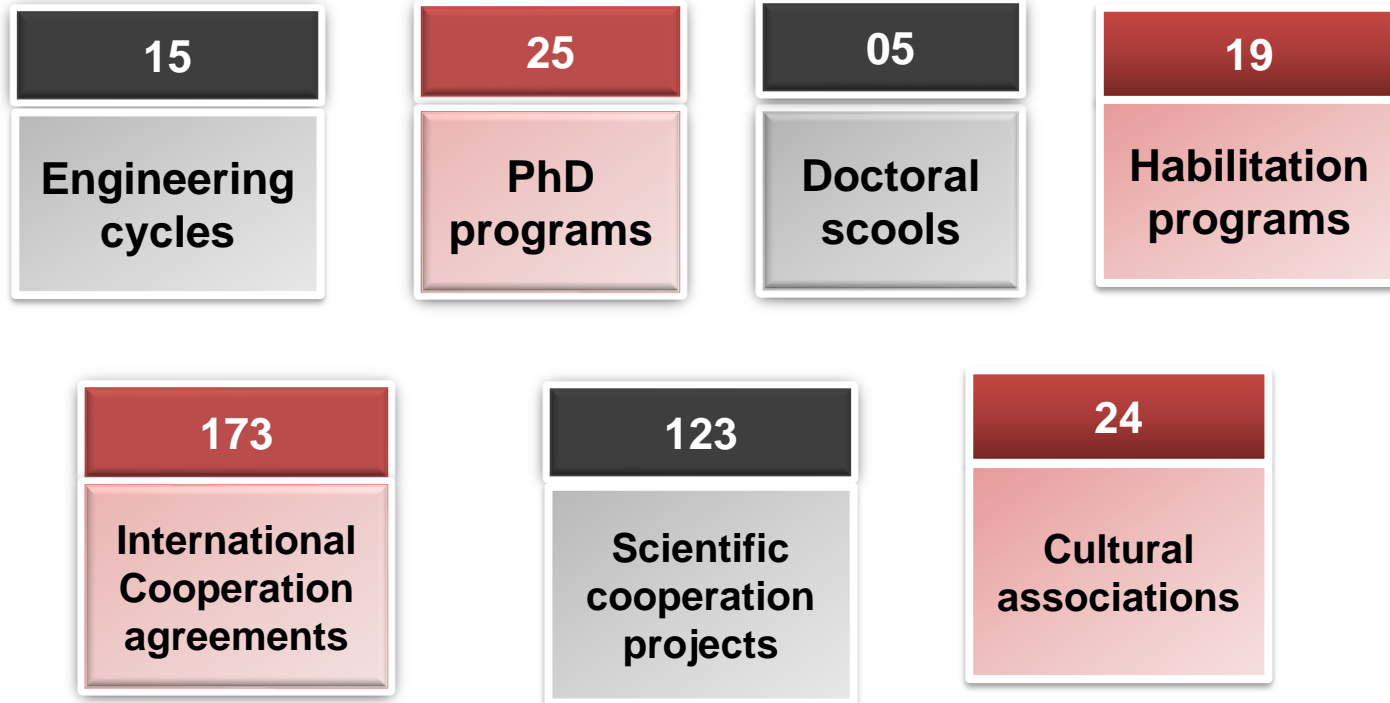 15
Engineering
cycles
25
PhD
programs
05
Doctoral
scools
19
Habilitation
programs
173
International
Cooperation
agreements
123
Scientific
cooperation
projects
24
Cultural
associations